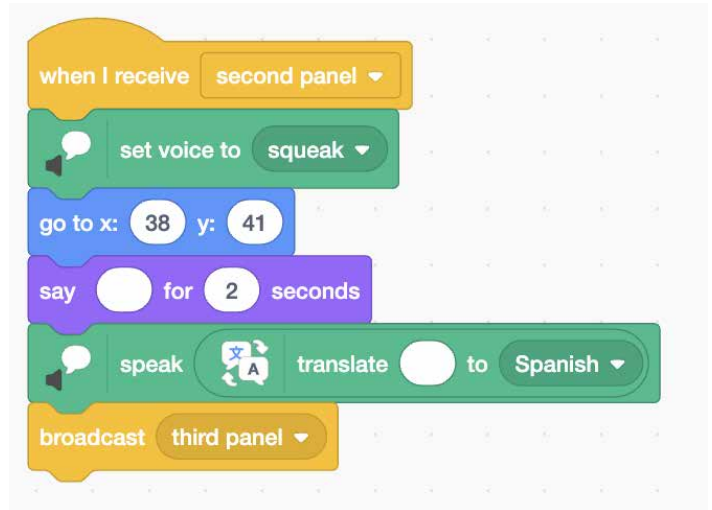 when I receive second panel
set voice to squeak
go to x: 38 y: 41
say for 2 seconds
speak 文 A translate to Spanish
broadcast third panel